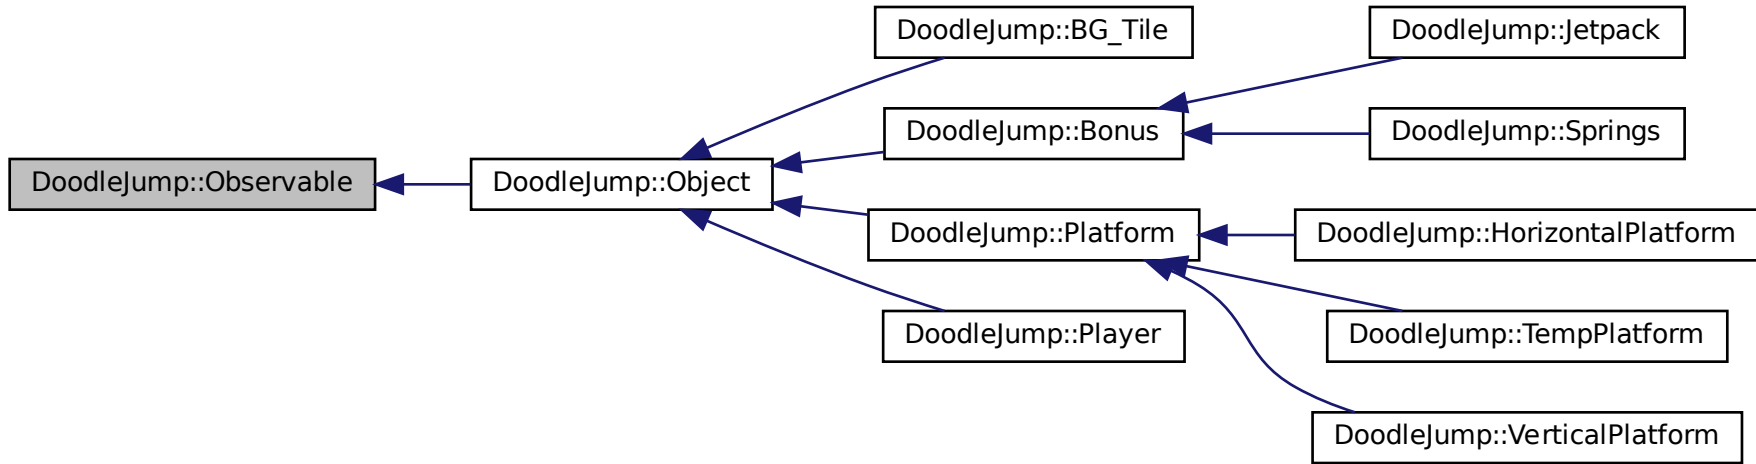 DoodleJump::BG_Tile
DoodleJump::Jetpack
DoodleJump::Bonus
DoodleJump::Springs
DoodleJump::Observable
DoodleJump::Object
DoodleJump::Platform
DoodleJump::HorizontalPlatform
DoodleJump::Player
DoodleJump::TempPlatform
DoodleJump::VerticalPlatform